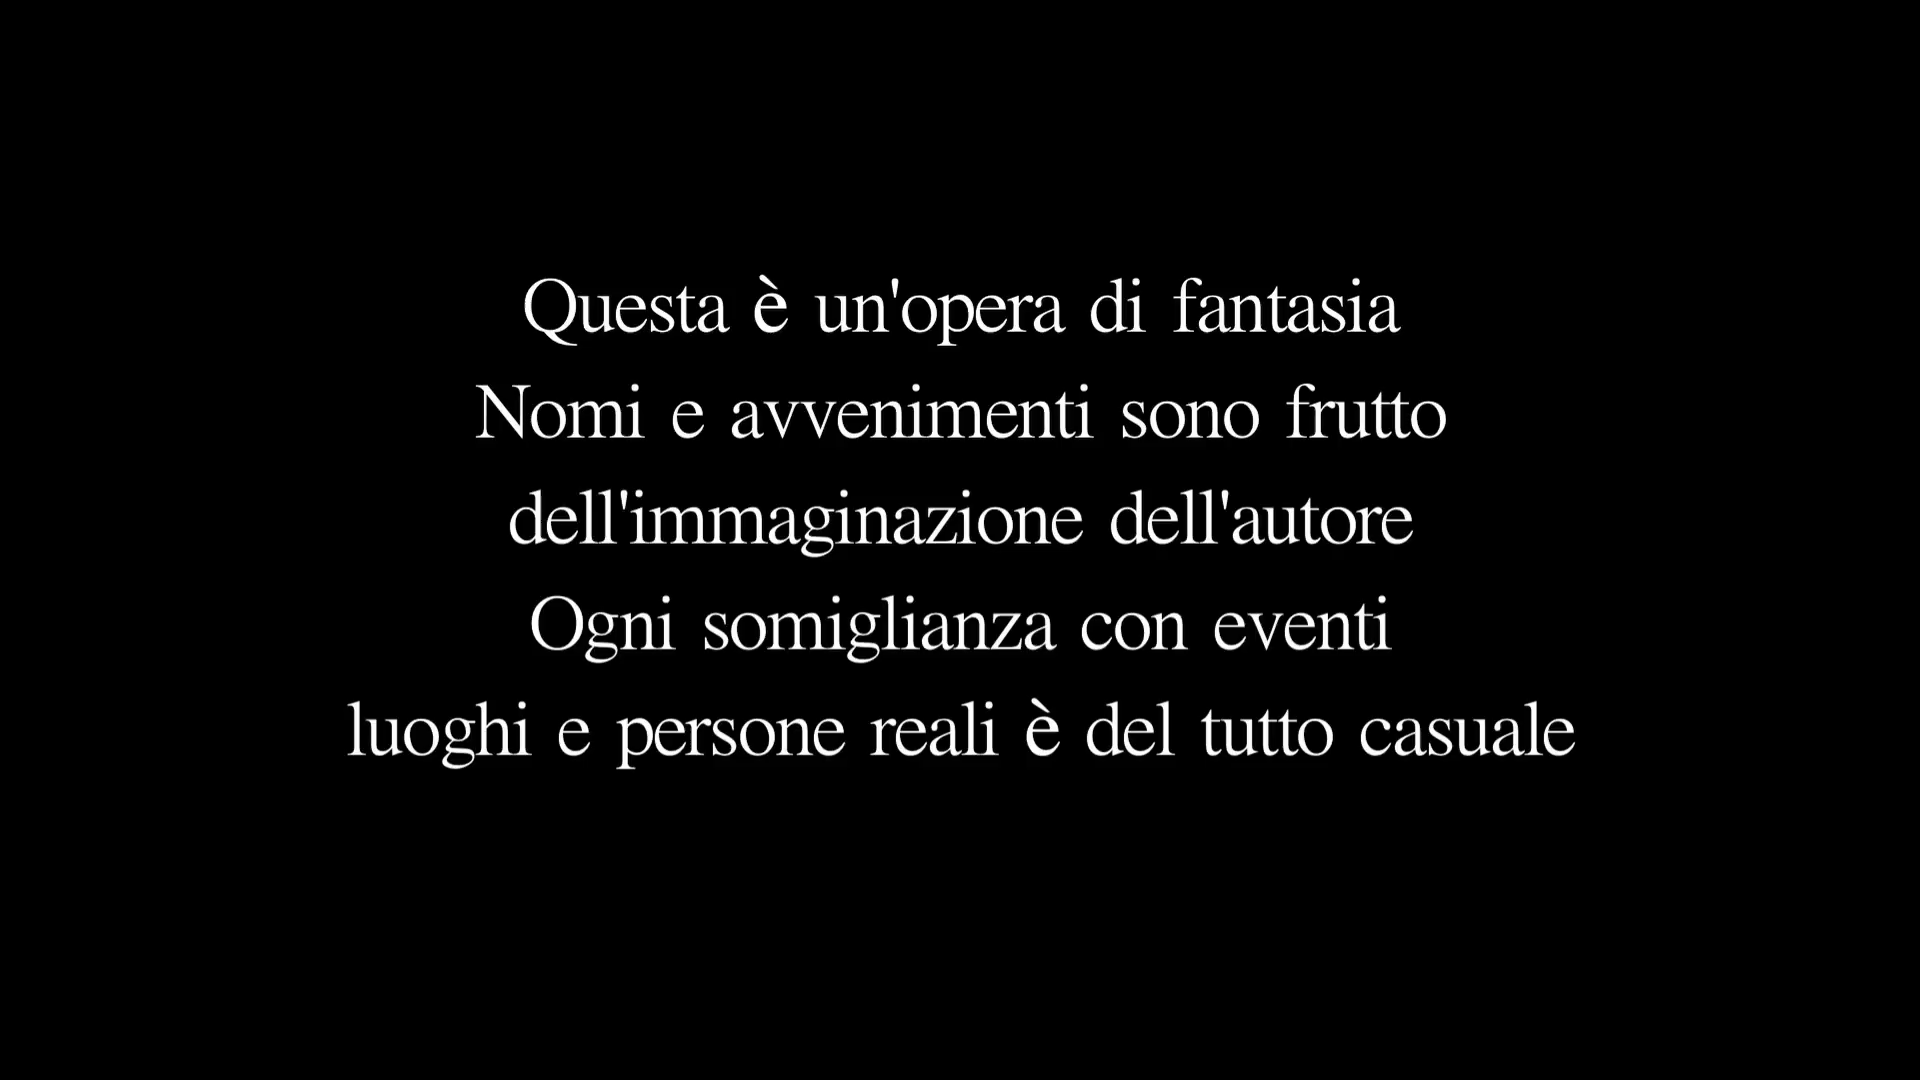 Questa è un'opera di fantasia
Nomi e avvenimenti sono frutto
dell'immaginazione dell'autore
Ogni somiglianza con eventi
luoghi e persone reali è del tutto casuale